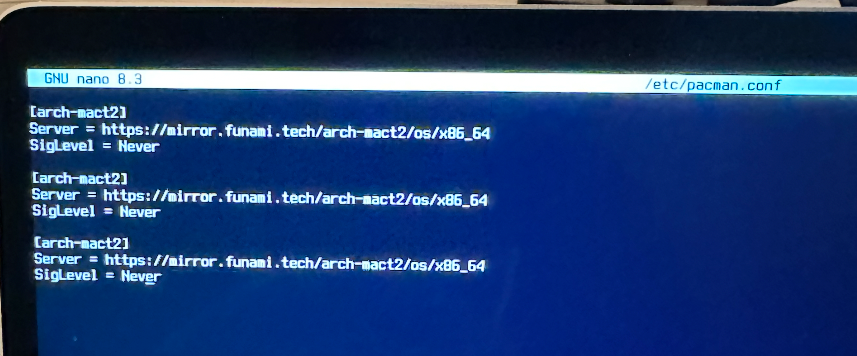 GNU nano 8.3 /etc/pacman.conf
[arch-mact2]
Server = https://mirror.funami.tech/arch-mact2/os/x86_64
SigLevel = Never
[arch-mact2]
Server = https://mirror.funami.tech/arch-mact2/os/x86_64
SigLevel = Never
[arch-mact2]
Server = https://mirror.funami.tech/arch-mact2/os/x86_64
SigLevel = Never